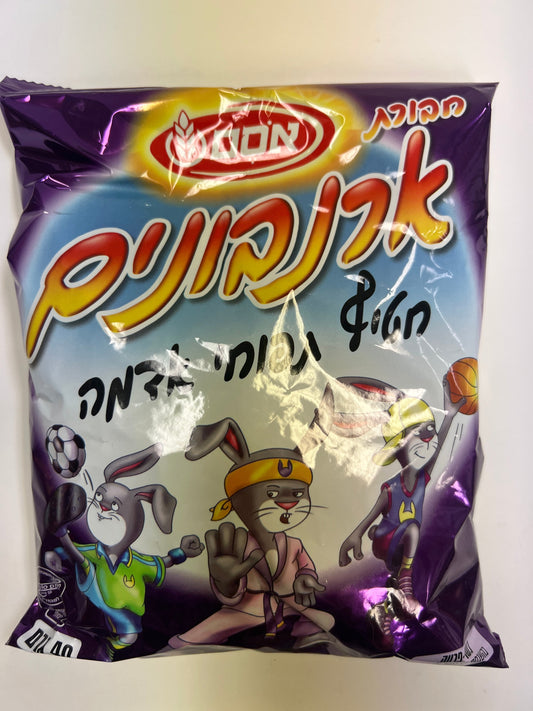 חבורת
אסם
ארנבונים
חטיף תפוחי אדמה